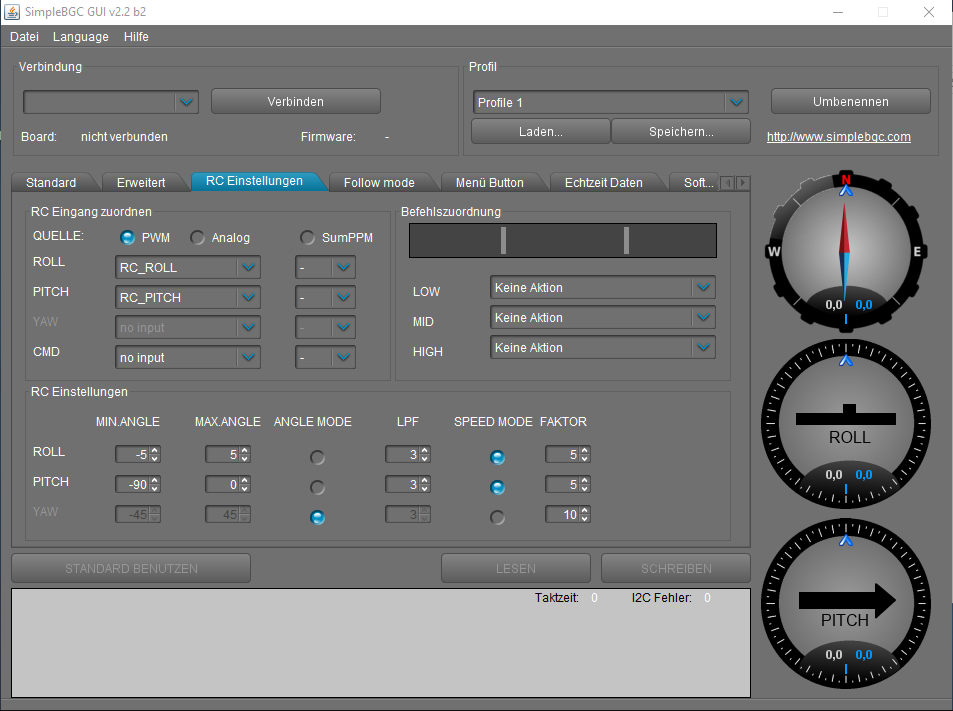 SimpleBGC GUI v2.2 b2
Datei Language Hilfe
Verbindung
Verbinden
Board: nicht verbunden Firmware: -
Profil
Profile 1 Umbenennen
Laden... Speichern... http://www.simplebgc.com
Standard Erweitert RC Einstellungen Follow mode Menü Button Echtzeit Daten Soft...
RC Eingang zuordnen
QUELLE: PWM Analog SumPPM
ROLL RC_ROLL -
PITCH RC_PITCH -
YAW no input -
CMD no input -
Befehlszuordnung
LOW Keine Aktion
MID Keine Aktion
HIGH Keine Aktion
RC Einstellungen
MIN.ANGLE MAX.ANGLE ANGLE MODE LPF SPEED MODE FAKTOR
ROLL -5 5 3 5
PITCH -90 0 3 5
YAW -45 45 3 10
STANDARD BENUTZEN LESEN SCHREIBEN
Taktzeit: 0 I2C Fehler: 0
N
W E
0,0 0,0
ROLL
0,0 0,0
PITCH
0,0 0,0